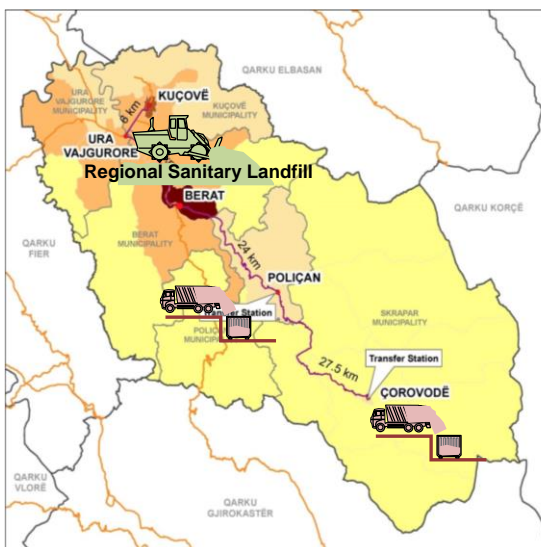 QARKU ELBASAN
URA
VAJGURORE
MUNICIPALITY
KUÇOVË
6 km
KUÇOVË
MUNICIPALITY
URA
VAJGURORE
Regional Sanitary Landfill
BERAT
QARKU KORÇË
QARKU
FIER
BERAT
MUNICIPALITY
24 km
POLIÇAN
SKRAPAR
MUNICIPALITY
Transfer Station
POLIÇAN
MUNICIPALITY
27.5 km
Transfer Station
ÇOROVODË
QARKU
VLORË
QARKU
GJIROKASTËR